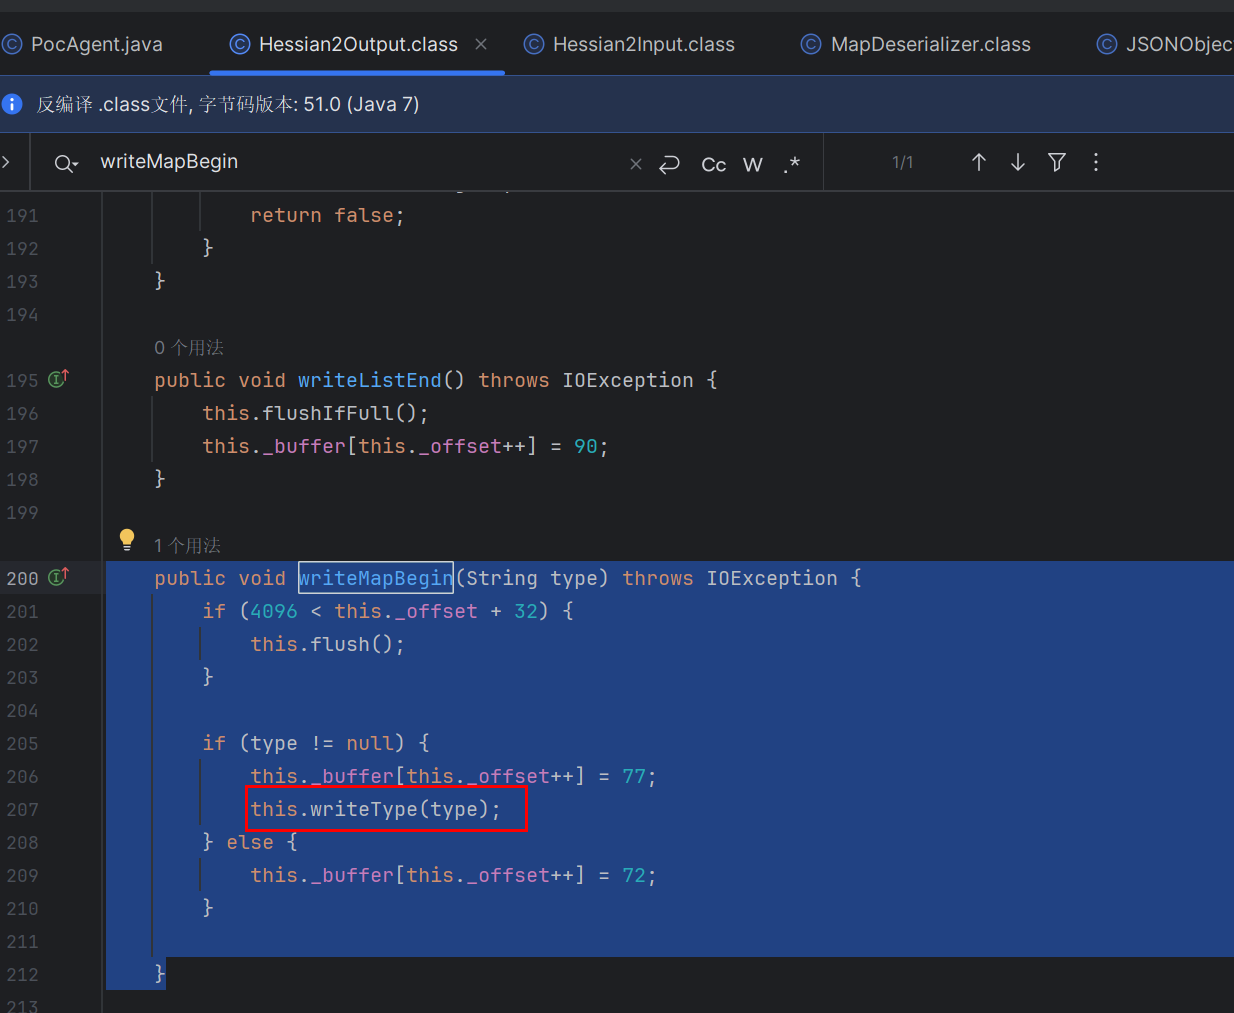 PocAgent.java Hessian2Output.class Hessian2Input.class MapDeserializer.class JSONObjec
反编译 .class文件, 字节码版本: 51.0 (Java 7)
writeMapBegin Cc W .* 1/1
191 return false;
192 }
193 }
194
0 个用法
195 public void writeListEnd() throws IOException {
196 this.flushIfFull();
197 this._buffer[this._offset++] = 90;
198 }
199
1 个用法
200 public void writeMapBegin(String type) throws IOException {
201 if (4096 < this._offset + 32) {
202 this.flush();
203 }
204
205 if (type != null) {
206 this._buffer[this._offset++] = 77;
207 this.writeType(type);
208 } else {
209 this._buffer[this._offset++] = 72;
210 }
211
212 }
213